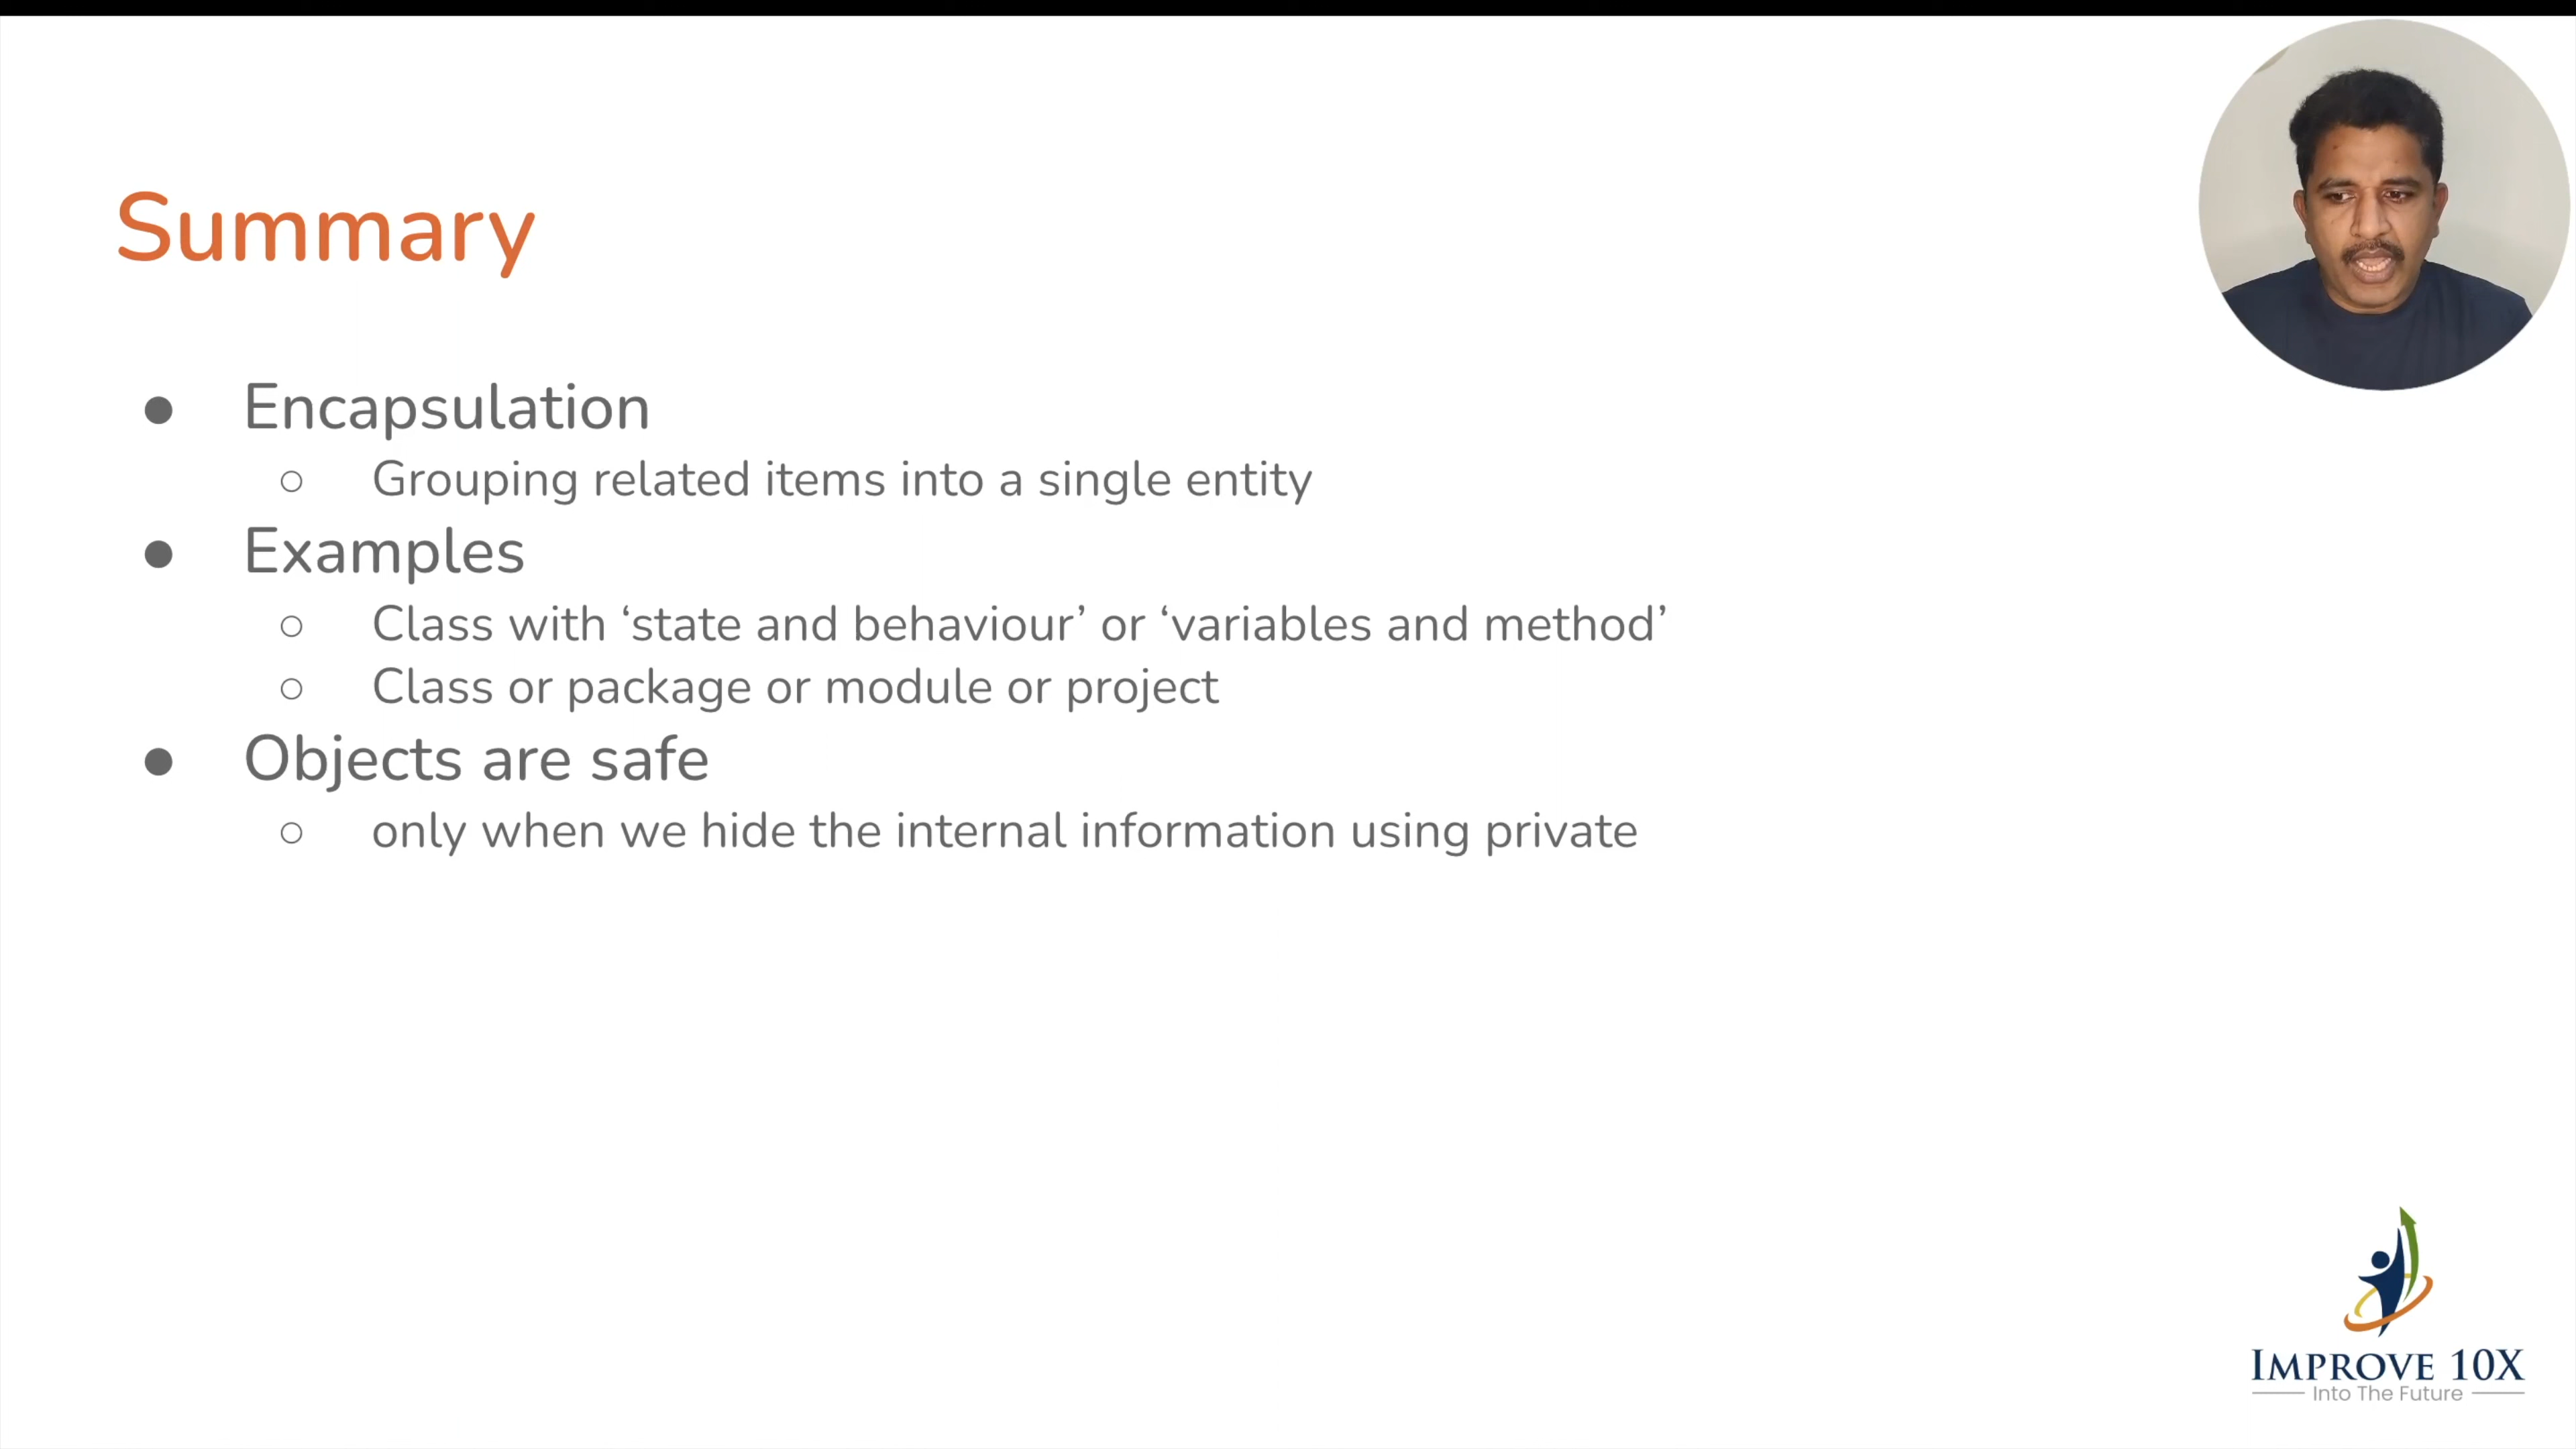 Summary
● Encapsulation
○ Grouping related items into a single entity
● Examples
○ Class with ‘state and behaviour’ or ‘variables and method’
○ Class or package or module or project
● Objects are safe
○ only when we hide the internal information using private
IMPROVE 10X
Into The Future